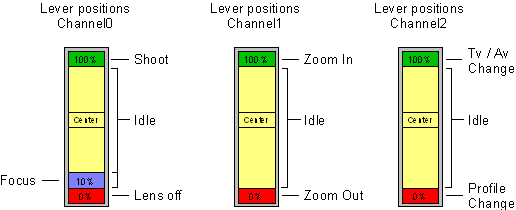 Lever positions
Channel0
Lever positions
Channel1
Lever positions
Channel2
100%
Shoot
Center
Idle
Focus
10%
0%
Lens off
100%
Zoom In
Center
Idle
0%
Zoom Out
100%
Tv / Av
Change
Center
Idle
0%
Profile
Change